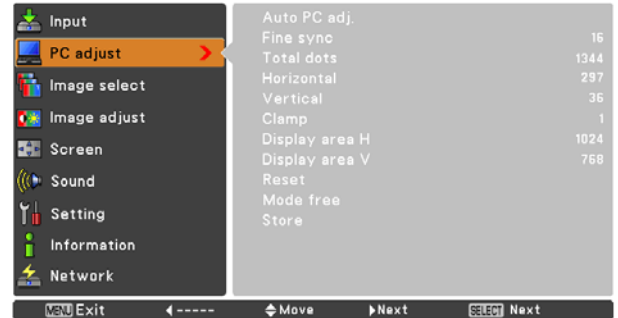 Input
PC adjust
Image select
Image adjust
Screen
Sound
Setting
Information
Network
Auto PC adj.
Fine sync 16
Total dots 1344
Horizontal 297
Vertical 36
Clamp 1
Display area H 1024
Display area V 768
Reset
Mode free
Store
MENU Exit ----- Move Next SELECT Next